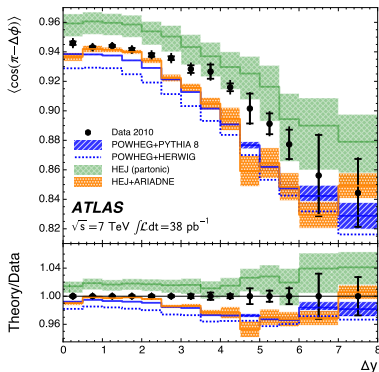 ⟨cos(π−Δφ)⟩
0.96
0.94
0.92
0.90
0.88
0.86
0.84
0.82
Data 2010
POWHEG+PYTHIA 8
POWHEG+HERWIG
HEJ (partonic)
HEJ+ARIADNE
ATLAS
√s=7 TeV ∫ℒdt=38 pb⁻¹
Theory/Data
1.04
1.00
0.96
0 1 2 3 4 5 6 7 8
Δy